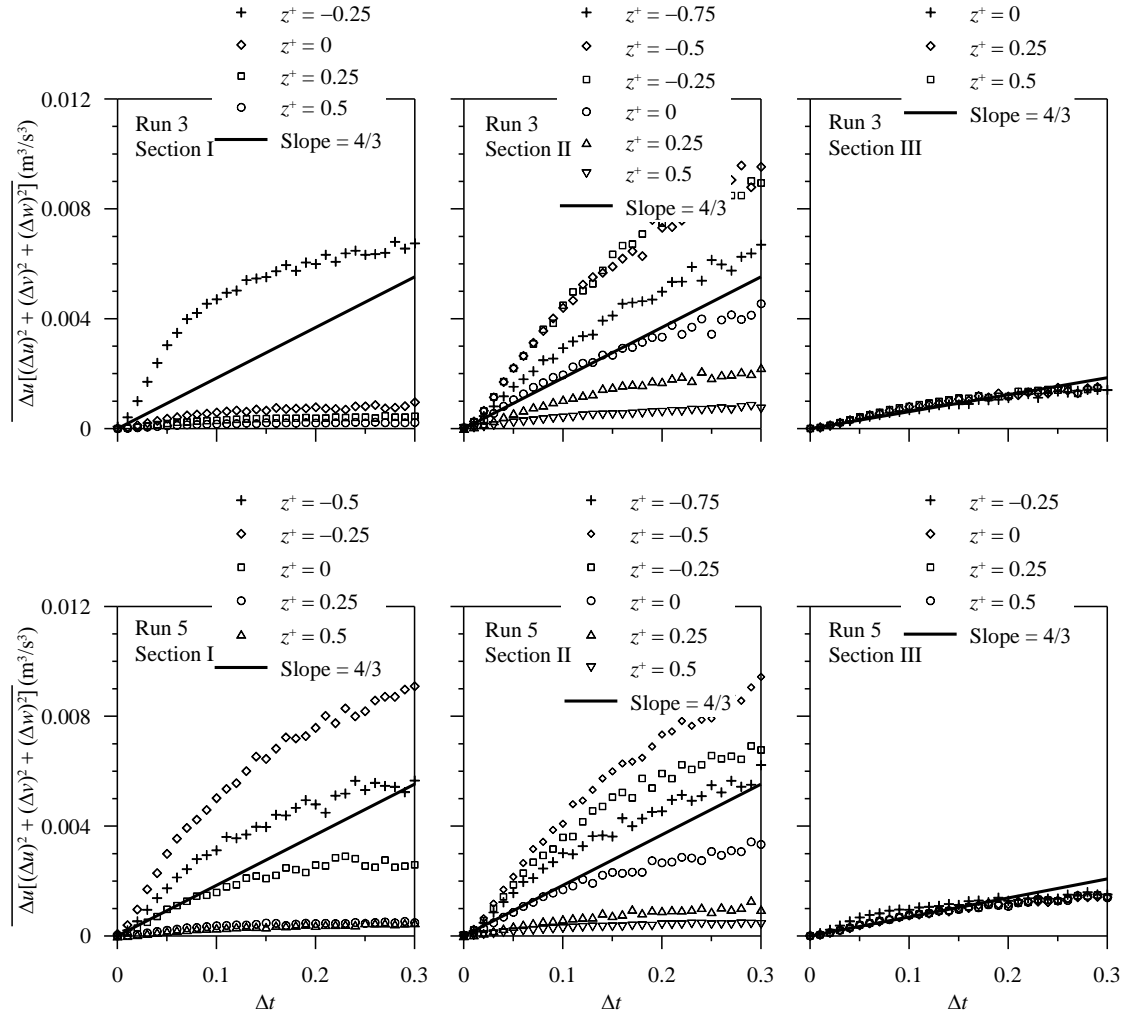 z⁺ = −0.25
z⁺ = 0
z⁺ = 0.25
z⁺ = 0.5
Slope = 4/3
Run 3
Section I
z⁺ = −0.75
z⁺ = −0.5
z⁺ = −0.25
z⁺ = 0
z⁺ = 0.25
z⁺ = 0.5
Slope = 4/3
Run 3
Section II
z⁺ = 0
z⁺ = 0.25
z⁺ = 0.5
Slope = 4/3
Run 3
Section III
0.012
0.008
0.004
0
Δu[(Δu)² + (Δv)² + (Δw)²] (m³/s³)
z⁺ = −0.5
z⁺ = −0.25
z⁺ = 0
z⁺ = 0.25
z⁺ = 0.5
Slope = 4/3
Run 5
Section I
z⁺ = −0.75
z⁺ = −0.5
z⁺ = −0.25
z⁺ = 0
z⁺ = 0.25
z⁺ = 0.5
Slope = 4/3
Run 5
Section II
z⁺ = −0.25
z⁺ = 0
z⁺ = 0.25
z⁺ = 0.5
Slope = 4/3
Run 5
Section III
0.012
0.008
0.004
0
Δu[(Δu)² + (Δv)² + (Δw)²] (m³/s³)
0 0.1 0.2 0.3
Δt
0 0.1 0.2 0.3
Δt
0 0.1 0.2 0.3
Δt